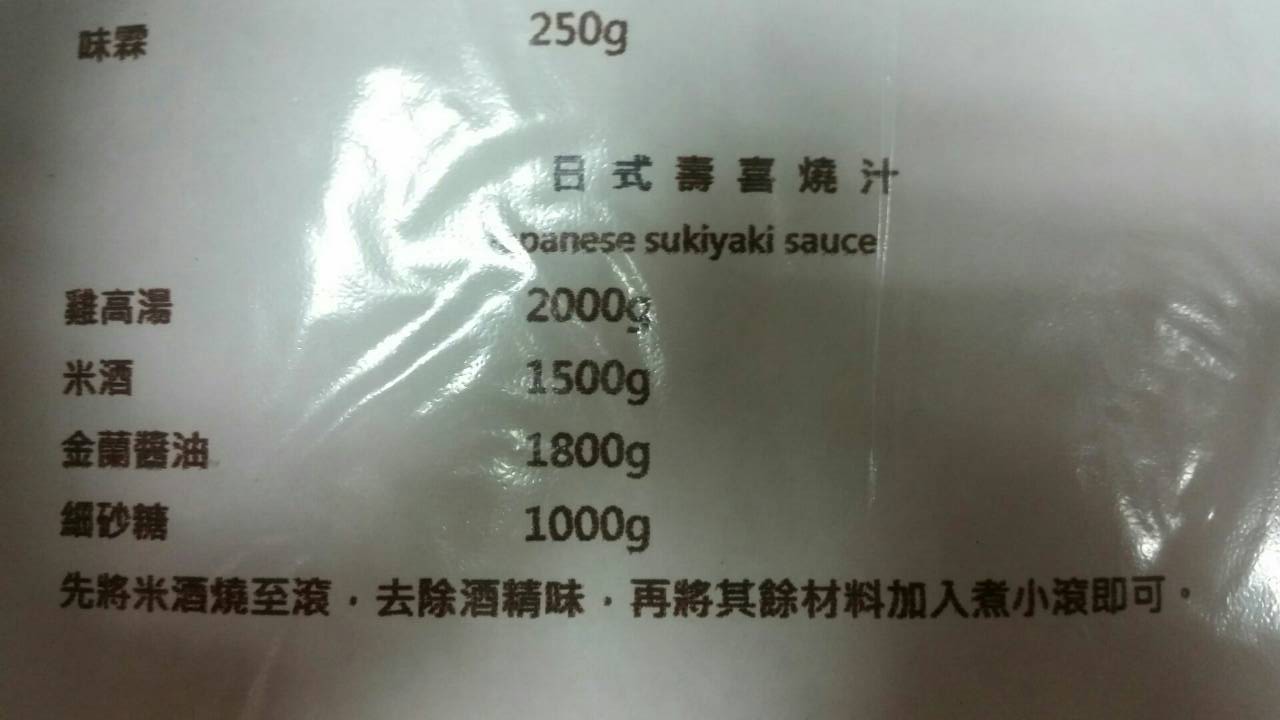 味霖 250g
日式壽喜燒汁
panese sukiyaki sauce
雞高湯 2000g
米酒 1500g
金蘭醬油 1800g
細砂糖 1000g
先將米酒燒至滾，去除酒精味，再將其餘材料加入煮小滾即可。